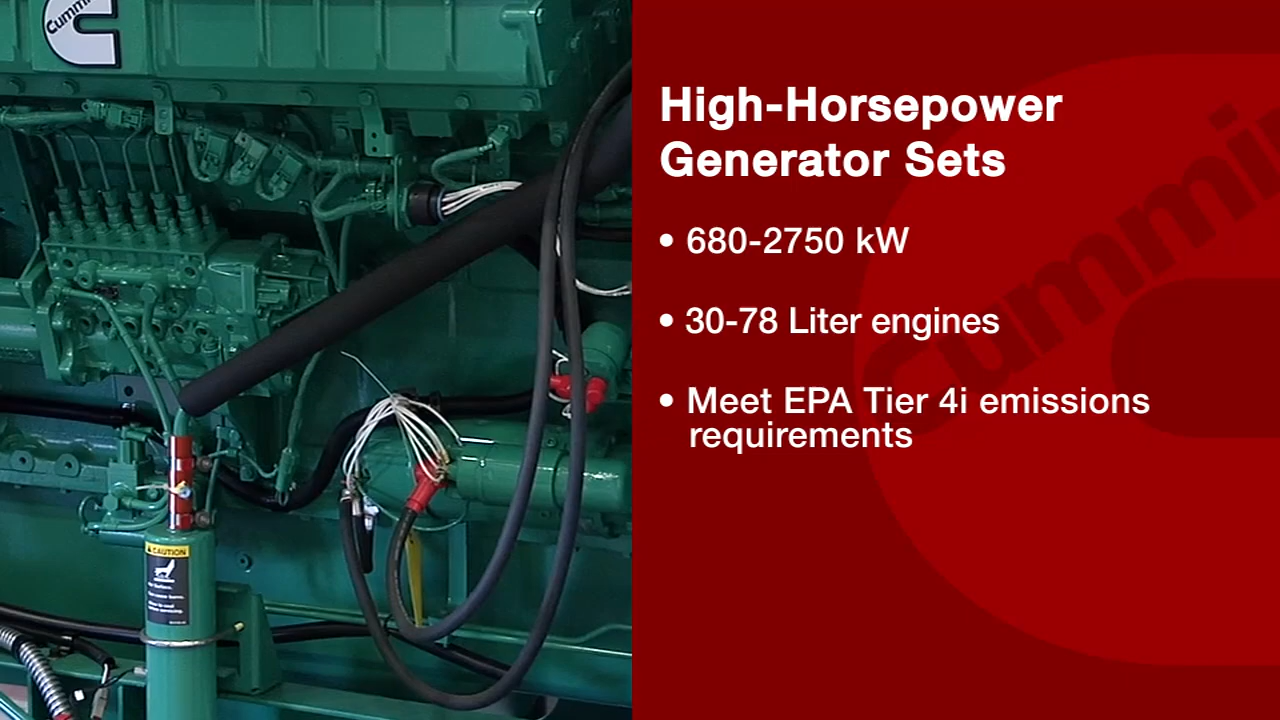 Cummins
CAUTION
High-Horsepower
Generator Sets
• 680-2750 kW
• 30-78 Liter engines
• Meet EPA Tier 4i emissions
requirements
Cummin